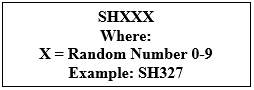 SHXXX
Where:
X = Random Number 0-9
Example: SH327